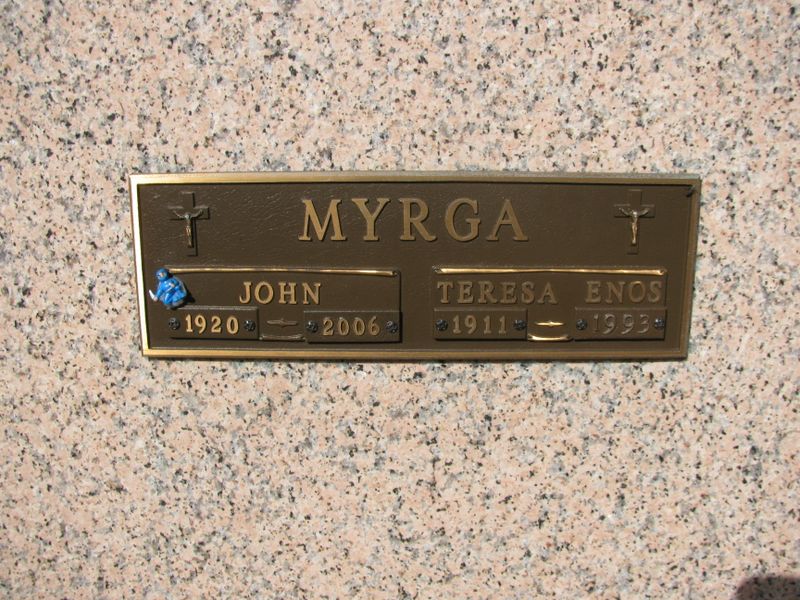 MYRGA
JOHN
1920 2006
TERESA ENOS
1911 1993